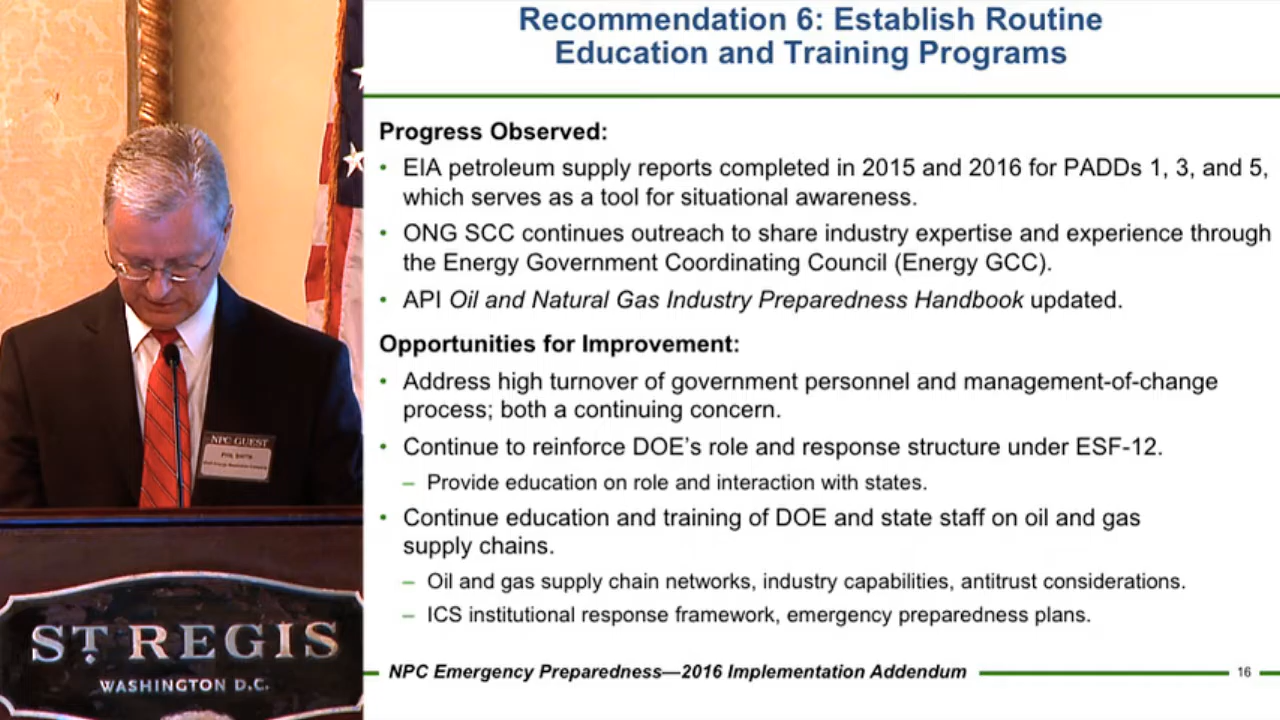 Recommendation 6: Establish Routine
Education and Training Programs
Progress Observed:
• EIA petroleum supply reports completed in 2015 and 2016 for PADDs 1, 3, and 5,
which serves as a tool for situational awareness.
• ONG SCC continues outreach to share industry expertise and experience through
the Energy Government Coordinating Council (Energy GCC).
• API Oil and Natural Gas Industry Preparedness Handbook updated.
Opportunities for Improvement:
• Address high turnover of government personnel and management-of-change
process; both a continuing concern.
• Continue to reinforce DOE's role and response structure under ESF-12.
– Provide education on role and interaction with states.
• Continue education and training of DOE and state staff on oil and gas
supply chains.
– Oil and gas supply chain networks, industry capabilities, antitrust considerations.
– ICS institutional response framework, emergency preparedness plans.
NPC Emergency Preparedness—2016 Implementation Addendum
16
NPC GUEST
ST. REGIS
WASHINGTON D.C.